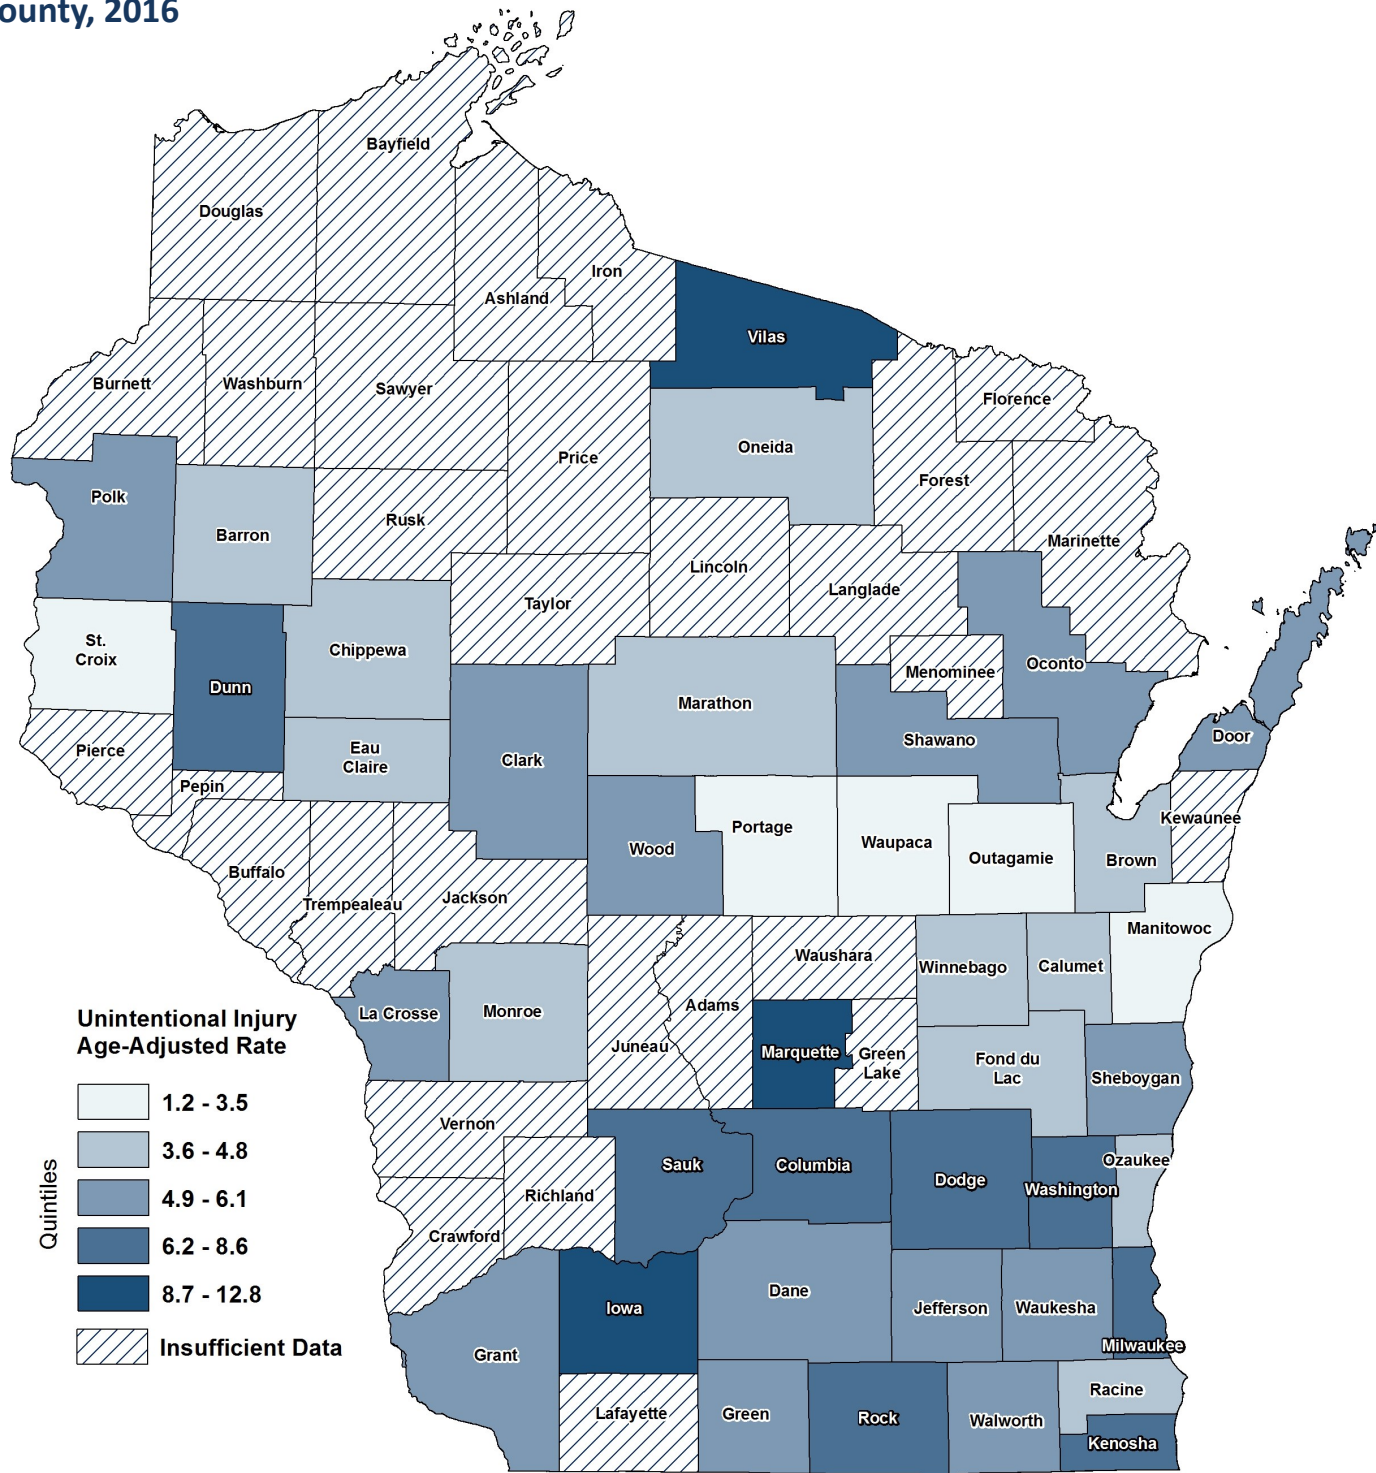 ounty, 2016
Bayfield
Douglas
Iron
Ashland
Vilas
Burnett
Washburn
Sawyer
Florence
Oneida
Price
Forest
Polk
Rusk
Barron
Marinette
Lincoln
Langlade
Taylor
St.
Croix
Chippewa
Oconto
Menominee
Dunn
Marathon
Shawano
Door
Pierce
Eau
Claire
Clark
Pepin
Kewaunee
Portage
Waupaca
Wood
Outagamie
Brown
Buffalo
Jackson
Trempealeau
Manitowoc
Waushara
Winnebago
Calumet
Adams
La Crosse
Monroe
Juneau
Marquette
Green
Lake
Fond du
Lac
Sheboygan
Vernon
Ozaukee
Sauk
Columbia
Dodge
Washington
Richland
Crawford
Dane
Iowa
Jefferson
Waukesha
Milwaukee
Grant
Racine
Lafayette
Green
Rock
Walworth
Kenosha
Unintentional Injury
Age-Adjusted Rate
Quintiles
1.2 - 3.5
3.6 - 4.8
4.9 - 6.1
6.2 - 8.6
8.7 - 12.8
Insufficient Data